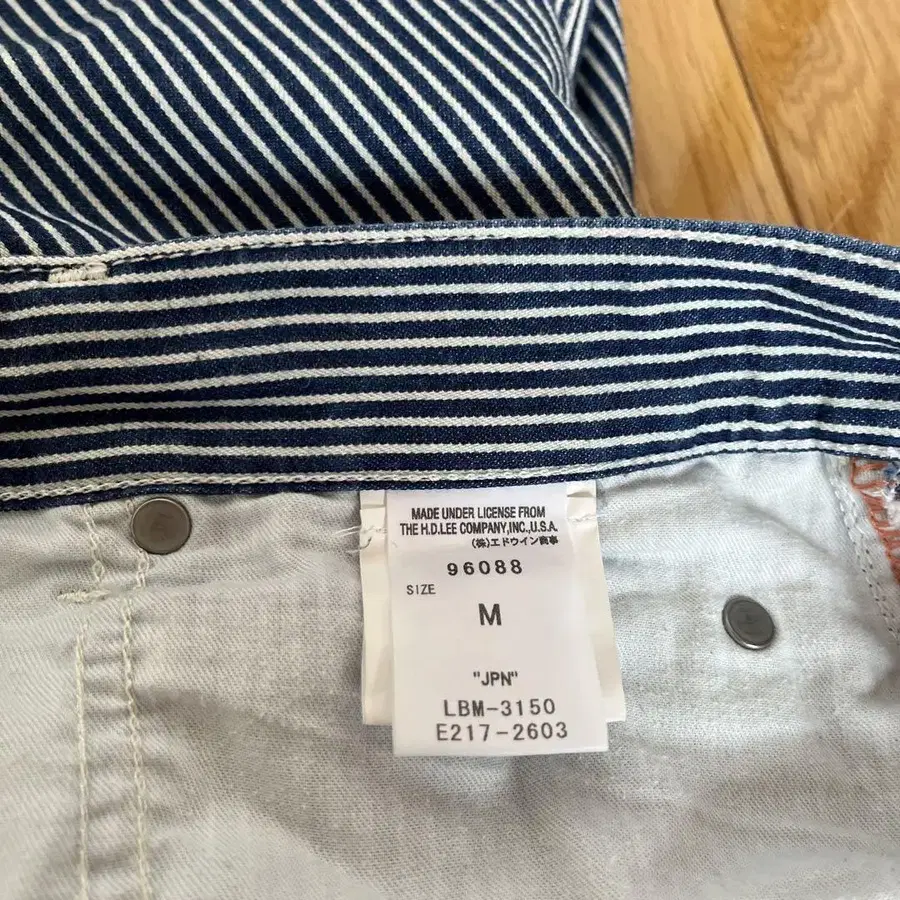 MADE UNDER LICENSE FROM
THE H.D.LEE COMPANY,INC.,U.S.A.
(株)エドウイン商事
96088
SIZE
M
"JPN"
LBM-3150
E217-2603